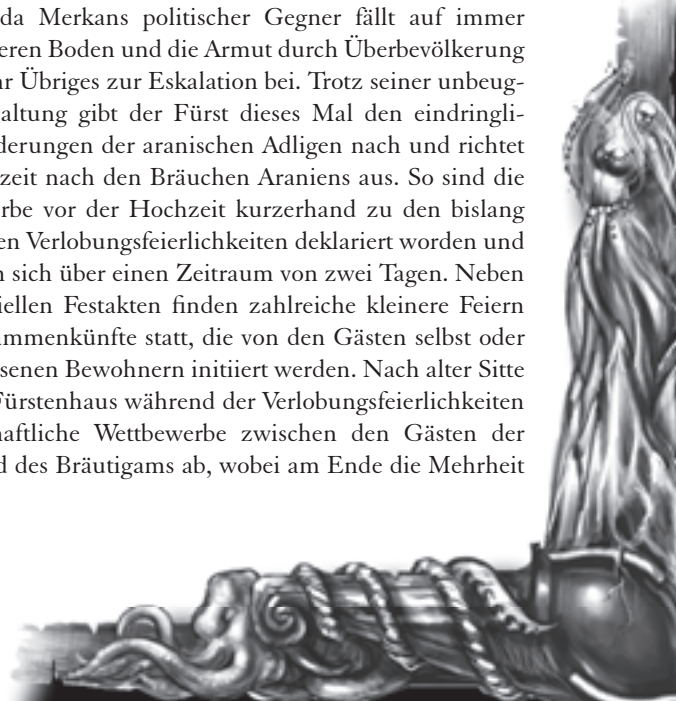 da Merkans politischer Gegner fällt auf immer
eren Boden und die Armut durch Überbevölkerung
hr Übriges zur Eskalation bei. Trotz seiner unbeug-
altung gibt der Fürst dieses Mal den eindringli-
derungen der aranischen Adligen nach und richtet
zeit nach den Bräuchen Araniens aus. So sind die
rbe vor der Hochzeit kurzerhand zu den bislang
en Verlobungsfeierlichkeiten deklariert worden und
n sich über einen Zeitraum von zwei Tagen. Neben
iellen Festakten finden zahlreiche kleinere Feiern
ammenkünfte statt, die von den Gästen selbst oder
senen Bewohnern initiiert werden. Nach alter Sitte
Fürstenhaus während der Verlobungsfeierlichkeiten
haftliche Wettbewerbe zwischen den Gästen der
d des Bräutigams ab, wobei am Ende die Mehrheit